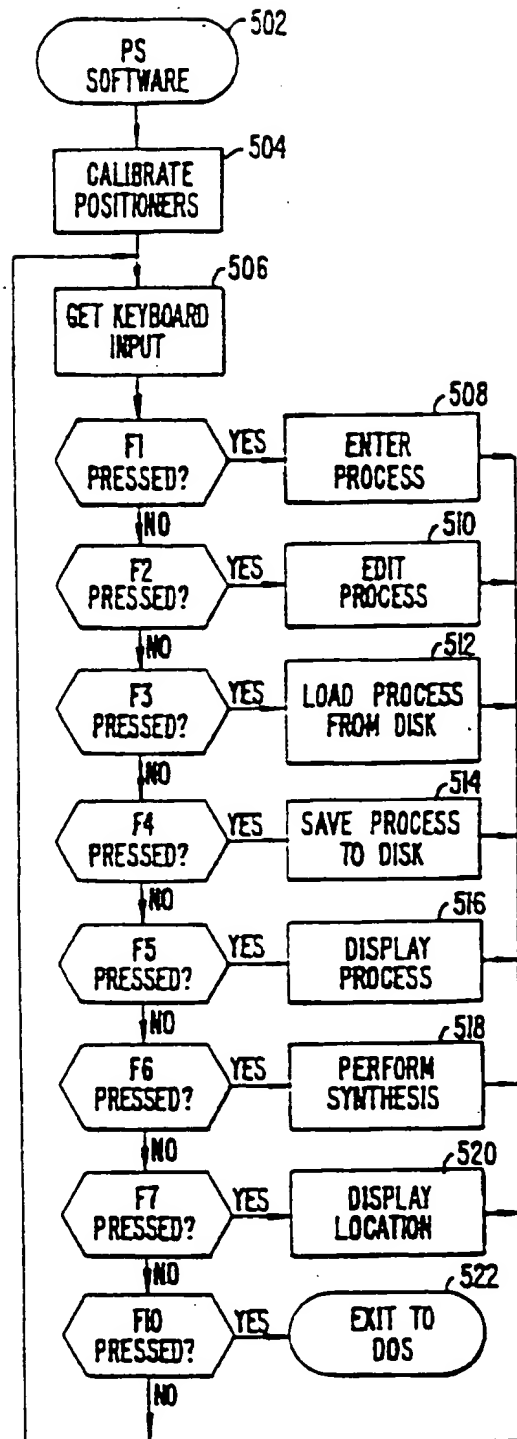 502
PS
SOFTWARE
504
CALIBRATE
POSITIONERS
506
GET KEYBOARD
INPUT
508
F1
PRESSED?
YES
ENTER
PROCESS
NO
510
F2
PRESSED?
YES
EDIT
PROCESS
NO
512
F3
PRESSED?
YES
LOAD PROCESS
FROM DISK
NO
514
F4
PRESSED?
YES
SAVE PROCESS
TO DISK
NO
516
F5
PRESSED?
YES
DISPLAY
PROCESS
NO
518
F6
PRESSED?
YES
PERFORM
SYNTHESIS
NO
520
F7
PRESSED?
YES
DISPLAY
LOCATION
NO
522
F10
PRESSED?
YES
EXIT TO
DOS
NO